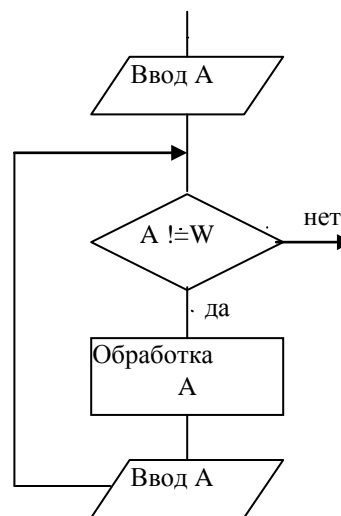 Ввод А
А !=W
нет
да
Обработка
А
Ввод А